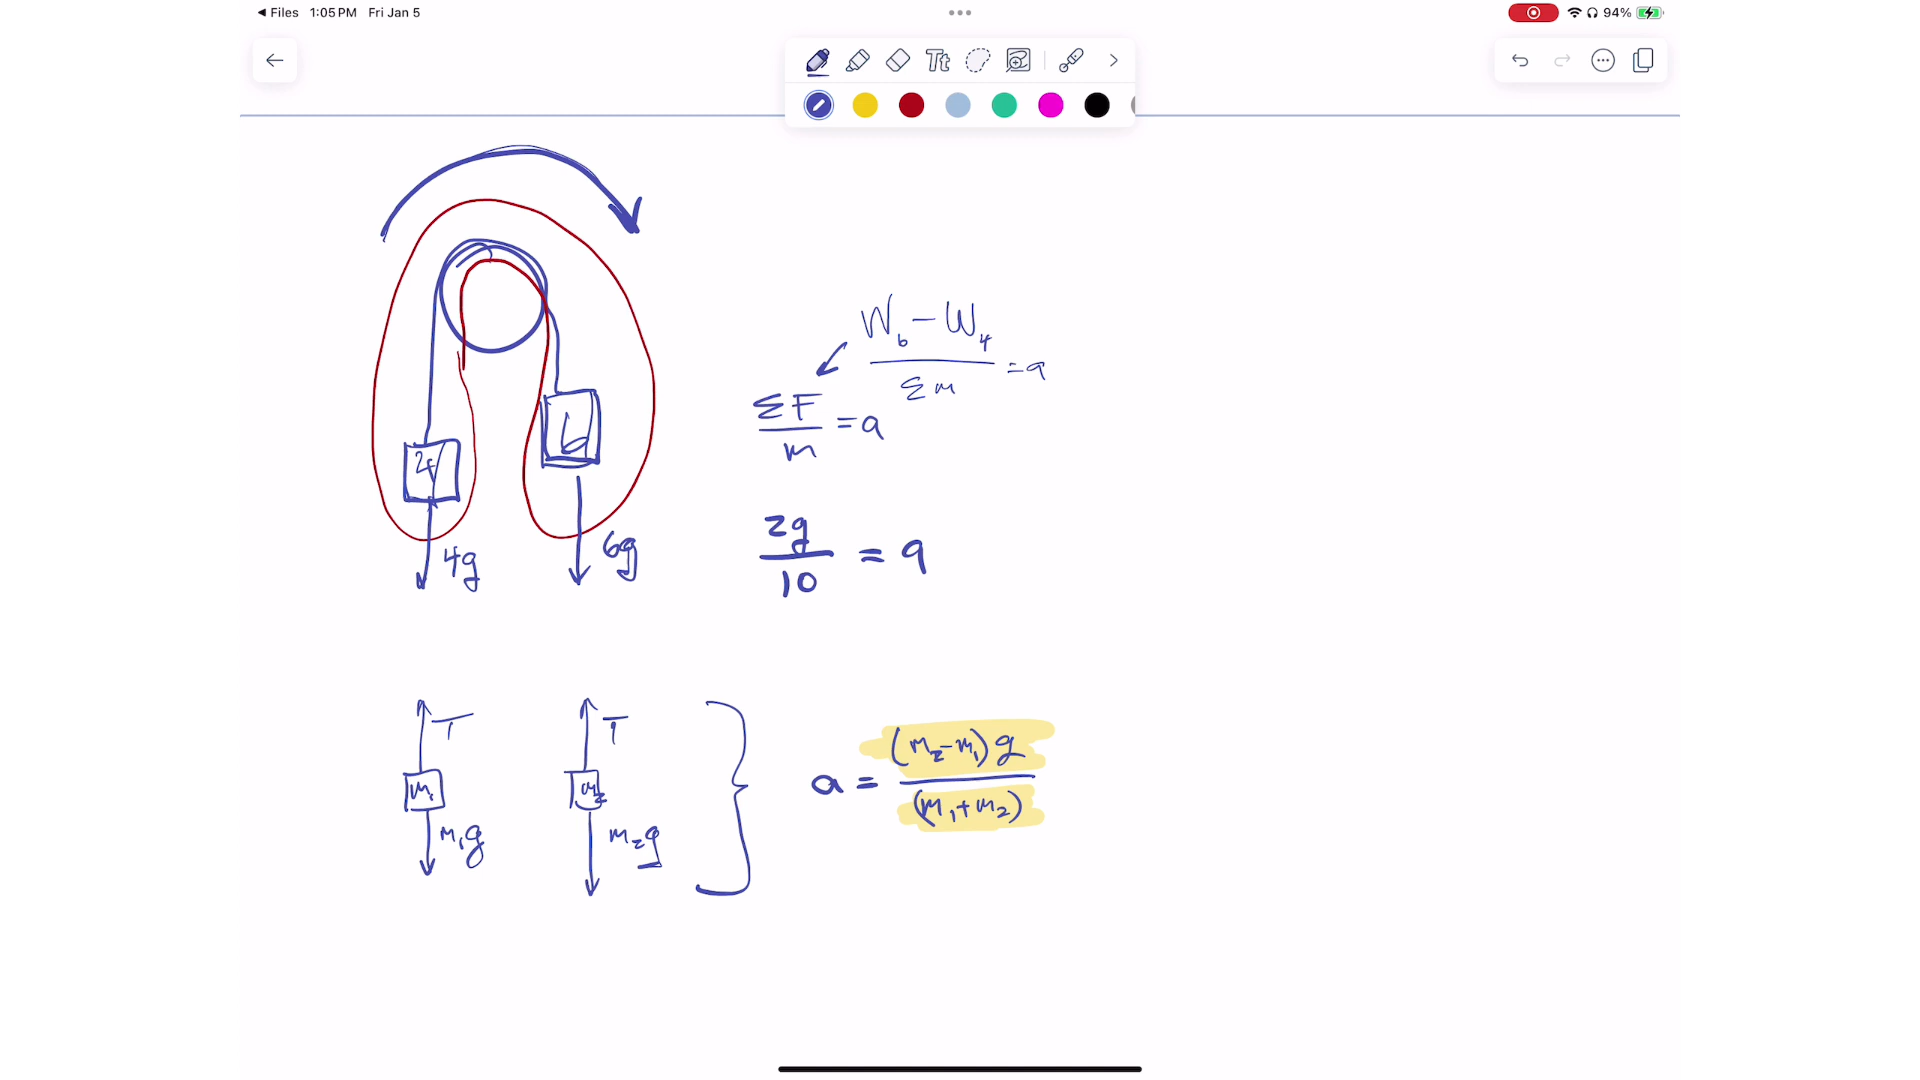 ◀ Files 1:05 PM Fri Jan 5
94%
Tt
W₆ − W₄
Σm
= a
ΣF
m
= a
4
6
2g
10
= a
4g
6g
T
T
m₁
m₂
m₁g
m₂g
a = (m₂−m₁)g
(m₁+m₂)